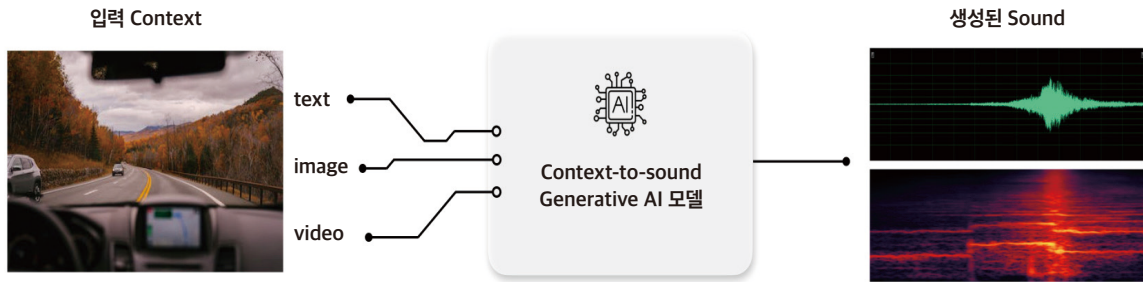 입력 Context
생성된 Sound
text
image
video
AI
Context-to-sound
Generative AI 모델